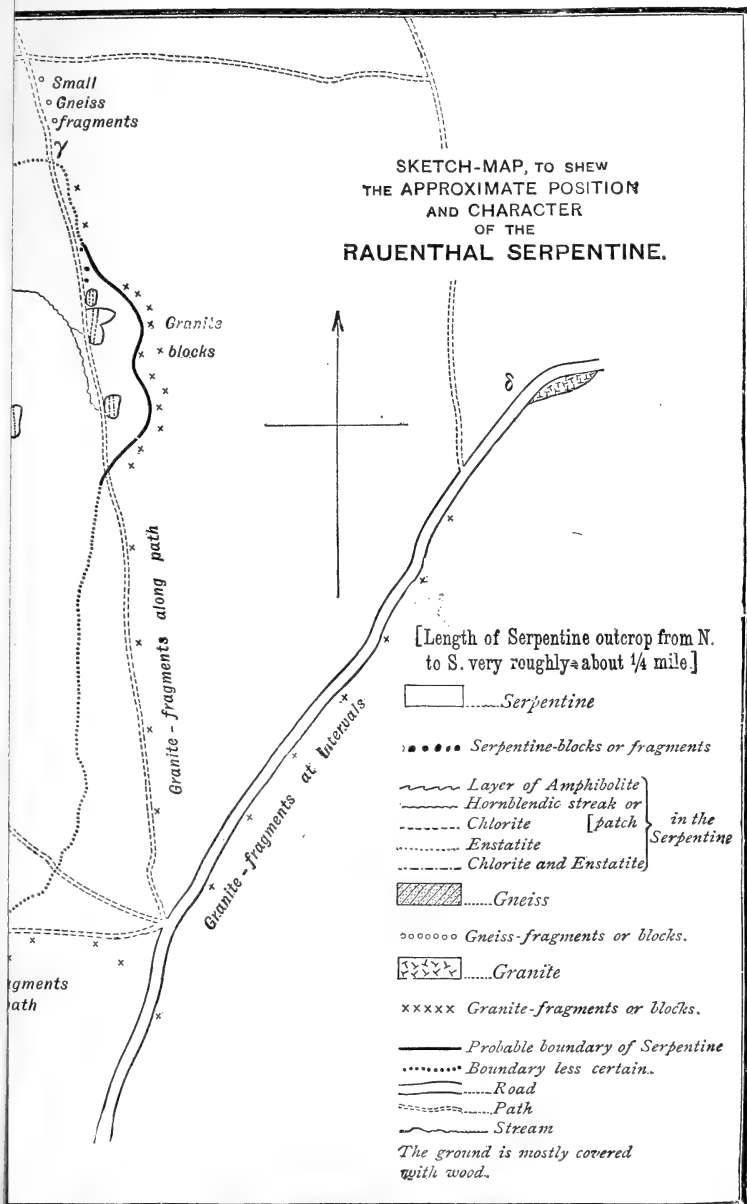 Small
Gneiss
fragments
γ
SKETCH-MAP, TO SHEW
THE APPROXIMATE POSITION
AND CHARACTER
OF THE
RAUENTHAL SERPENTINE.
Granite
blocks
δ
Granite-fragments along path
Granite-fragments at intervals
[Length of Serpentine outcrop from N.
to S. very roughly about 1/4 mile.]
Serpentine
Serpentine-blocks or fragments
Layer of Amphibolite
Hornblendic streak or
Chlorite [patch
Enstatite
Chlorite and Enstatite
in the
Serpentine
Gneiss
Gneiss-fragments or blocks.
Granite
agments
ath
xxxxx Granite-fragments or blocks.
Probable boundary of Serpentine
Boundary less certain.
Road
Path
Stream
The ground is mostly covered
with wood.